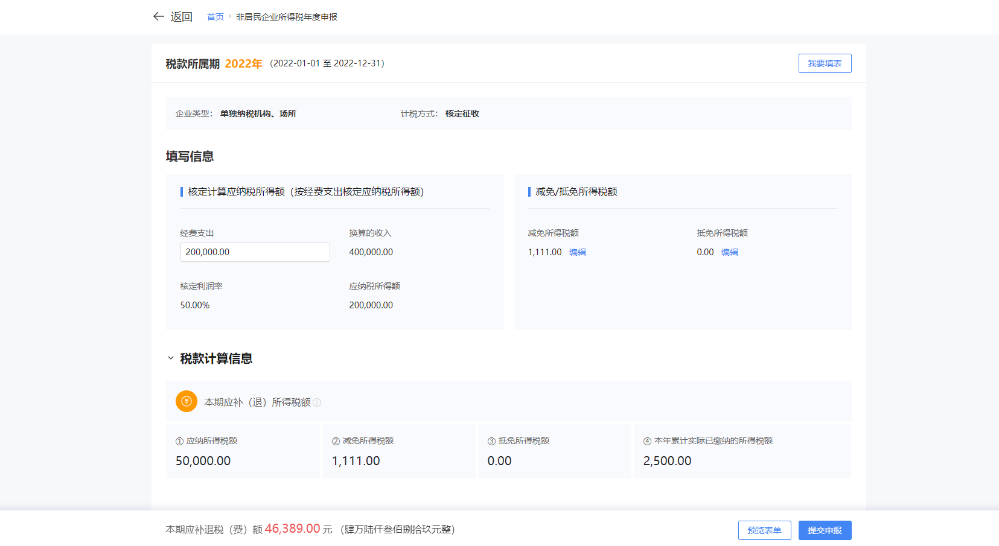 返回 首页 > 非居民企业所得税年度申报
税款所属期 2022年 （2022-01-01 至 2022-12-31） 我要填表
企业类型： 单独纳税机构、场所 计税方式： 核定征收
填写信息
核定计算应纳税所得额（按经费支出核定应纳税所得额）
经费支出 换算的收入
200,000.00 400,000.00
核定利润率 应纳税所得额
50.00% 200,000.00
减免/抵免所得税额
减免所得税额 抵免所得税额
1,111.00 编辑 0.00 编辑
税款计算信息
本期应补（退）所得税额
① 应纳所得税额 ② 减免所得税额 ③ 抵免所得税额 ④ 本年累计实际已缴纳的所得税额
50,000.00 1,111.00 0.00 2,500.00
本期应补退税（费）额 46,389.00 元 （肆万陆仟叁佰捌拾玖元整） 预览表单 提交申报